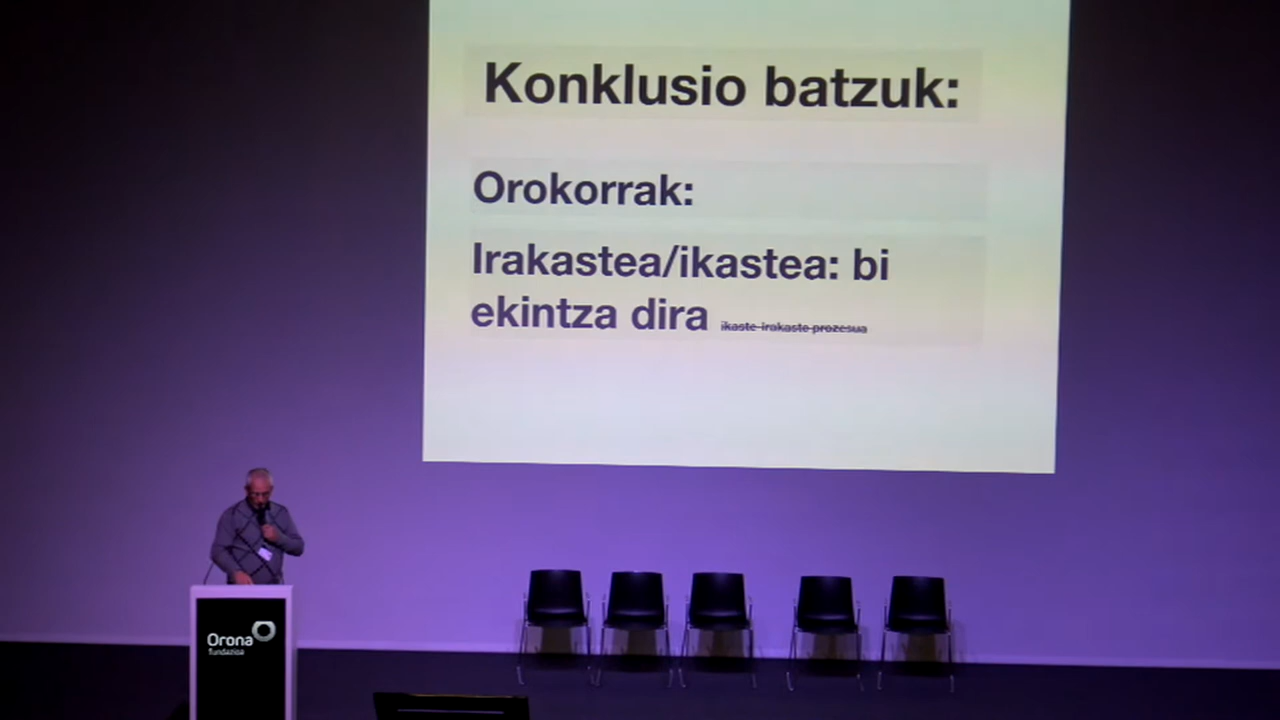 Konklusio batzuk:
Orokorrak:
Irakastea/ikastea: bi
ekintza dira ikaste-irakaste prozesua
Orona
fundazioa